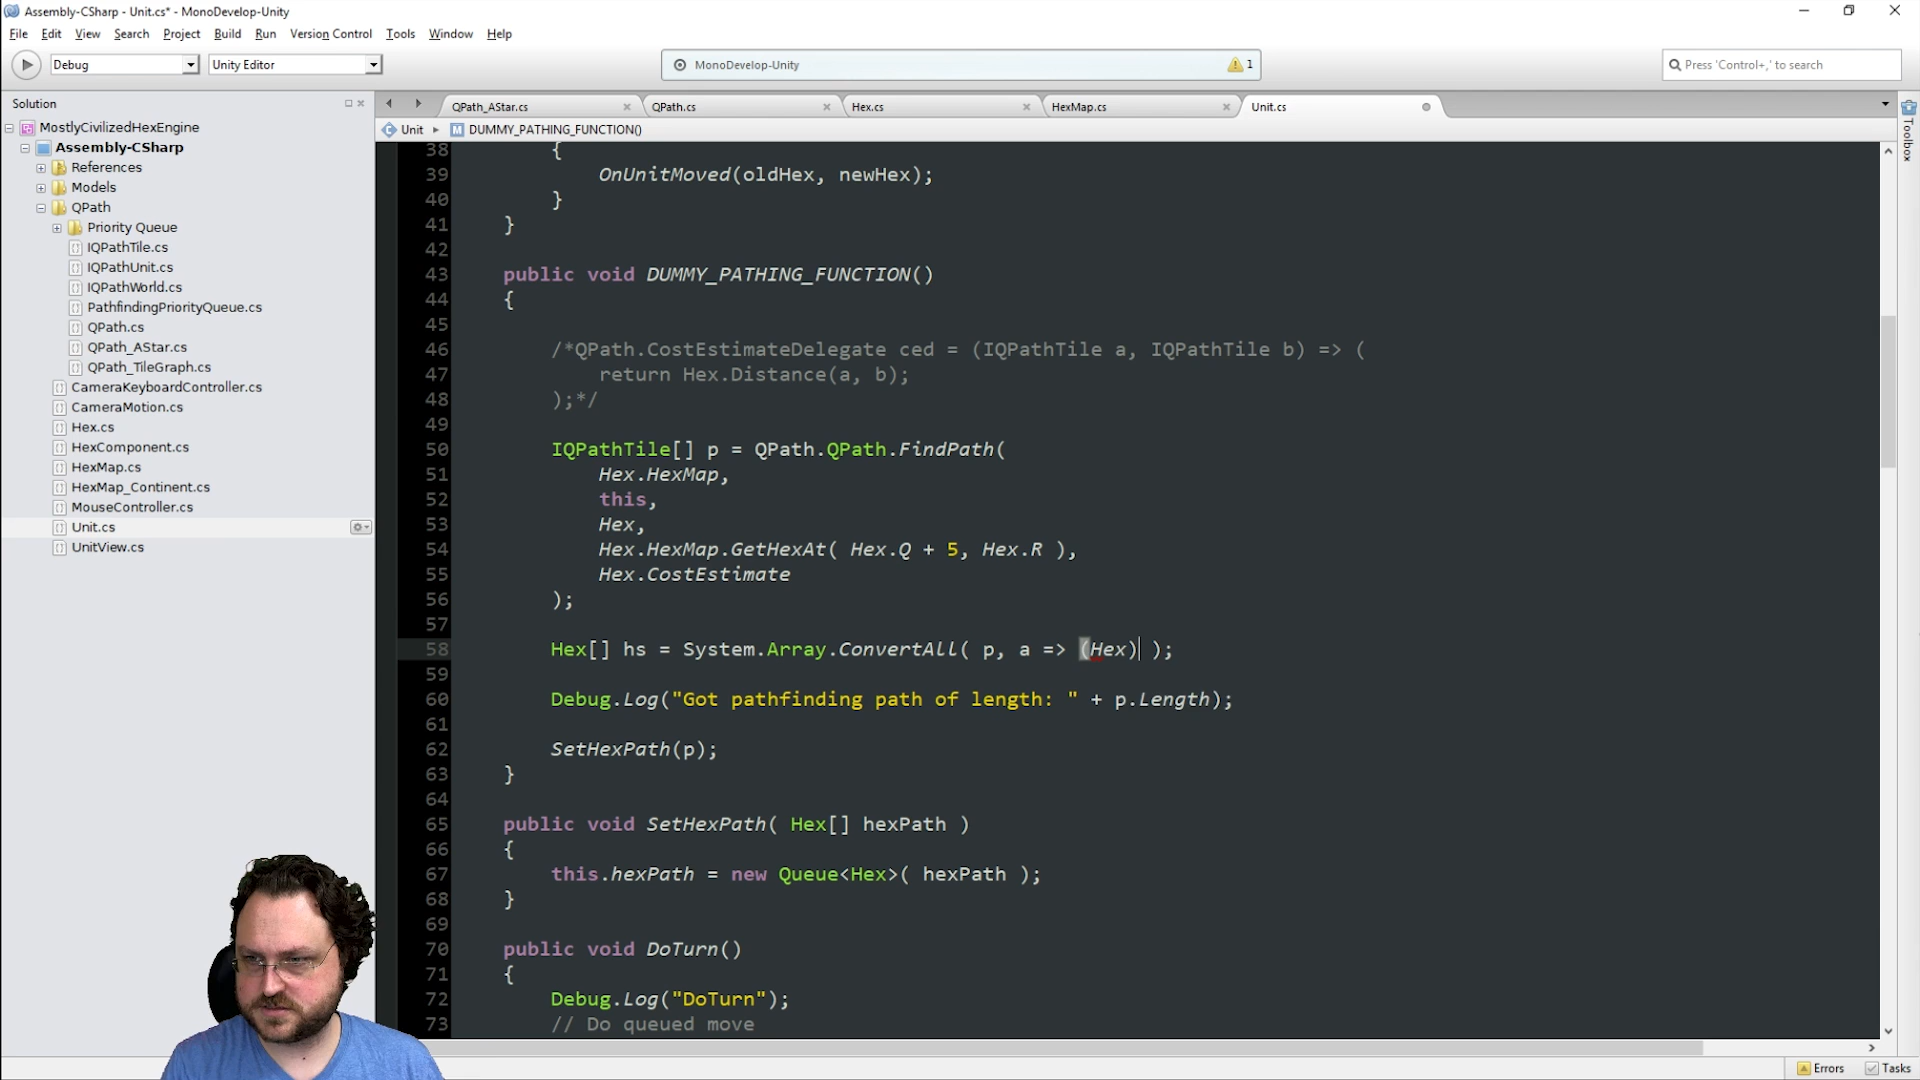 Assembly-CSharp - Unit.cs* - MonoDevelop-Unity
File Edit View Search Project Build Run Version Control Tools Window Help
Debug Unity Editor MonoDevelop-Unity 1 Press 'Control+,' to search
Solution QPath_AStar.cs QPath.cs Hex.cs HexMap.cs Unit.cs
Unit DUMMY_PATHING_FUNCTION()
Toolbox
MostlyCivilizedHexEngine
Assembly-CSharp
References
Models
QPath
Priority Queue
IQPathTile.cs
IQPathUnit.cs
IQPathWorld.cs
PathfindingPriorityQueue.cs
QPath.cs
QPath_AStar.cs
QPath_TileGraph.cs
CameraKeyboardController.cs
CameraMotion.cs
Hex.cs
HexComponent.cs
HexMap.cs
HexMap_Continent.cs
MouseController.cs
Unit.cs
UnitView.cs
38 {
39 OnUnitMoved(oldHex, newHex);
40 }
41 }
42
43 public void DUMMY_PATHING_FUNCTION()
44 {
45
46 /*QPath.CostEstimateDelegate ced = (IQPathTile a, IQPathTile b) => (
47 return Hex.Distance(a, b);
48 );*/
49
50 IQPathTile[] p = QPath.QPath.FindPath(
51 Hex.HexMap,
52 this,
53 Hex,
54 Hex.HexMap.GetHexAt( Hex.Q + 5, Hex.R ),
55 Hex.CostEstimate
56 );
57
58 Hex[] hs = System.Array.ConvertAll( p, a => (Hex) );
59
60 Debug.Log("Got pathfinding path of length: " + p.Length);
61
62 SetHexPath(p);
63 }
64
65 public void SetHexPath( Hex[] hexPath )
66 {
67 this.hexPath = new Queue<Hex>( hexPath );
68 }
69
70 public void DoTurn()
71 {
72 Debug.Log("DoTurn");
73 // Do queued move
Errors Tasks